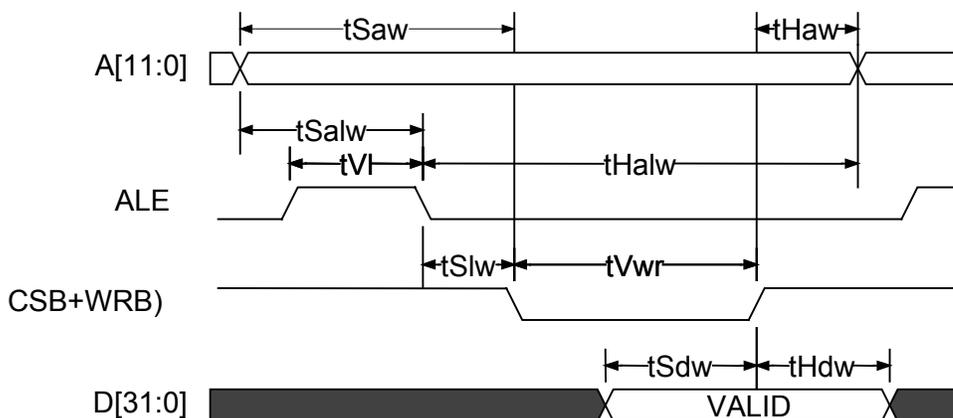 tSaw tHaw
A[11:0]
tSalw
tVl tHalw
ALE
tSlw tVwr
CSB+WRB)
tSdw tHdw
D[31:0] VALID